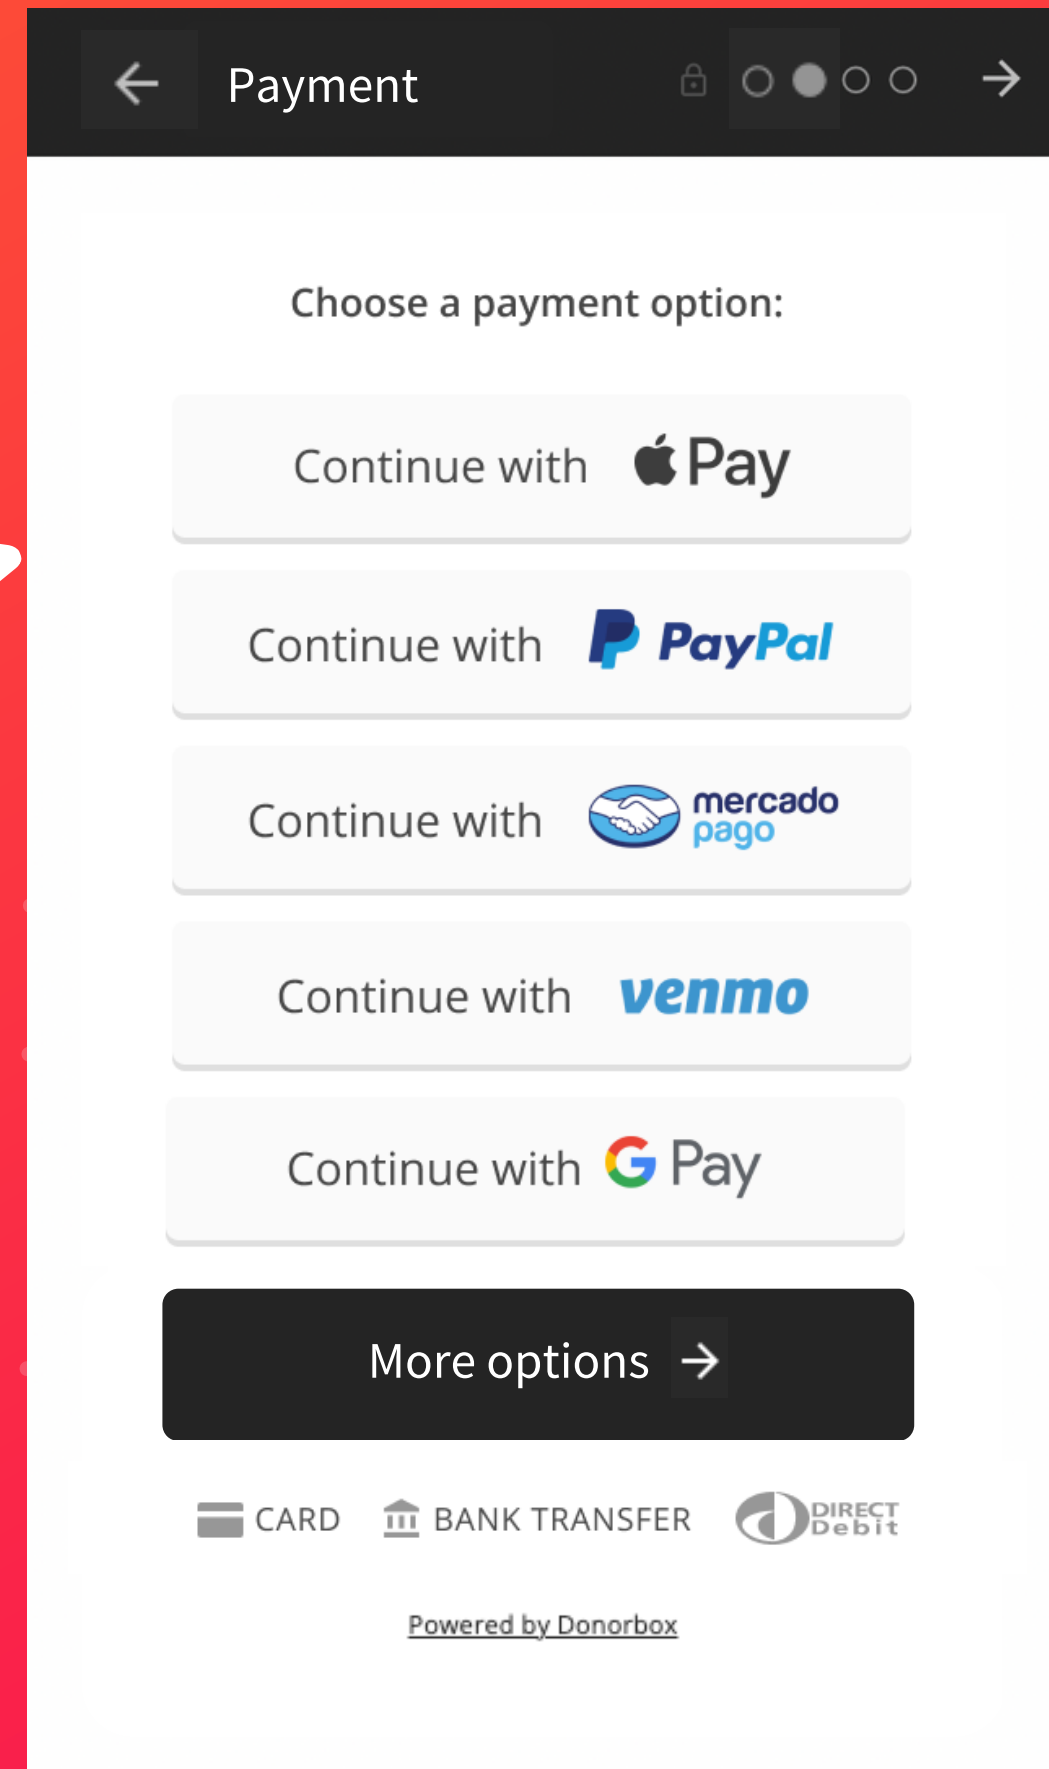 Payment
Choose a payment option:
Continue with Pay
Continue with PayPal
Continue with mercado
pago
Continue with venmo
Continue with G Pay
More options
CARD BANK TRANSFER DIRECT
Debit
Powered by Donorbox